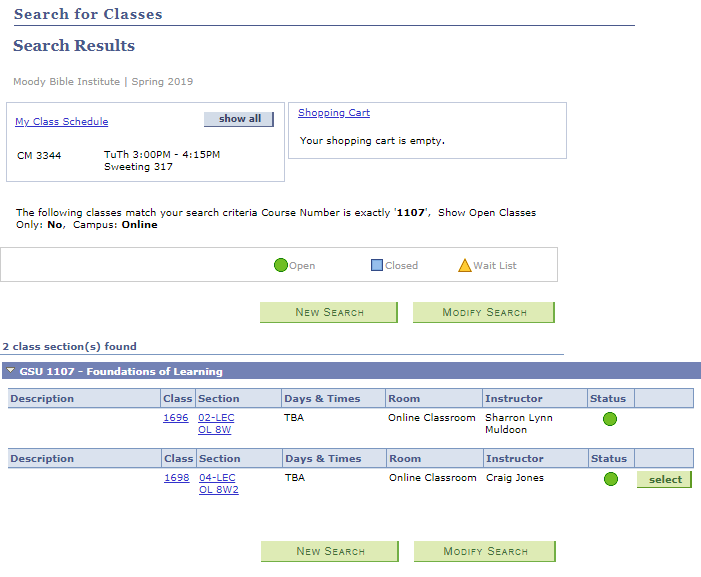 Search for Classes
Search Results
Moody Bible Institute | Spring 2019
My Class Schedule
show all
CM 3344
TuTh 3:00PM - 4:15PM
Sweeting 317
Shopping Cart
Your shopping cart is empty.
The following classes match your search criteria Course Number is exactly '1107', Show Open Classes
Only: No, Campus: Online
Open Closed Wait List
NEW SEARCH MODIFY SEARCH
2 class section(s) found
GSU 1107 - Foundations of Learning
Description Class Section Days & Times Room Instructor Status
1696 02-LEC TBA Online Classroom Sharron Lynn
OL 8W Muldoon
Description Class Section Days & Times Room Instructor Status
1698 04-LEC TBA Online Classroom Craig Jones select
OL 8W2
NEW SEARCH MODIFY SEARCH